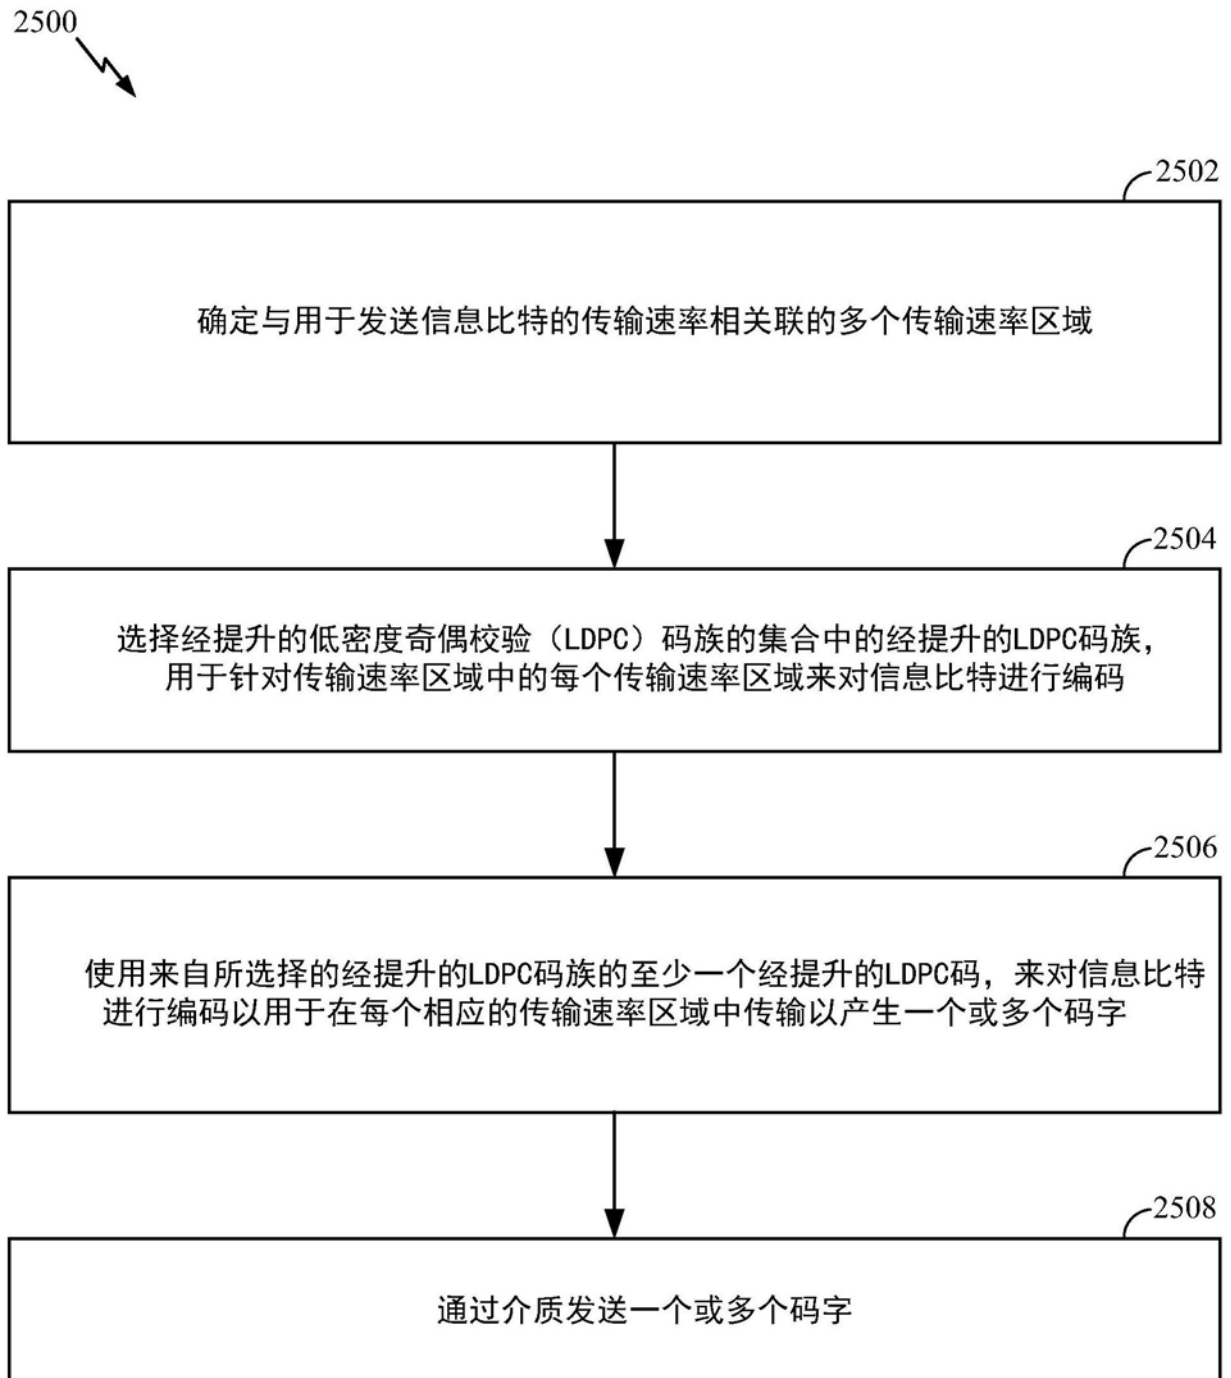 2500
2502
确定与用于发送信息比特的传输速率相关联的多个传输速率区域
2504
选择经提升的低密度奇偶校验（LDPC）码族的集合中的经提升的LDPC码族，
用于针对传输速率区域中的每个传输速率区域来对信息比特进行编码
2506
使用来自所选择的经提升的LDPC码族的至少一个经提升的LDPC码，来对信息比特
进行编码以用于在每个相应的传输速率区域中传输以产生一个或多个码字
2508
通过介质发送一个或多个码字